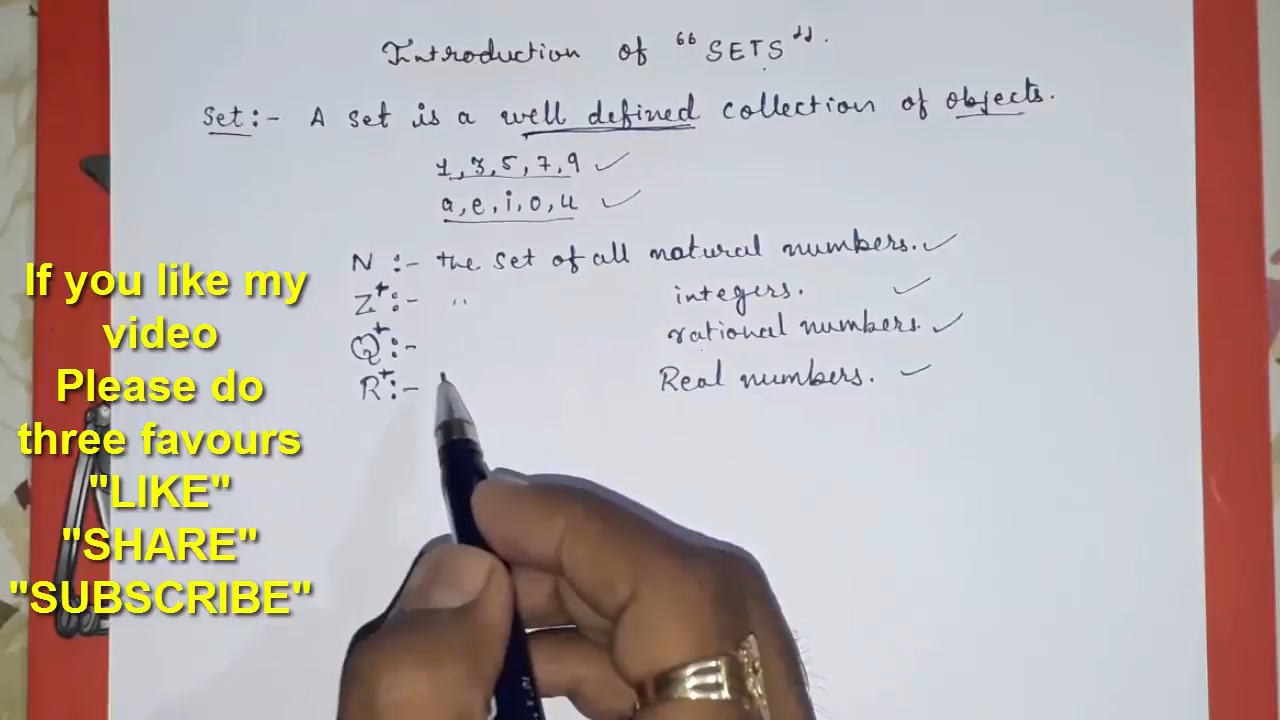 Introduction of "SETS".
Set :- A set is a well defined collection of objects.
1, 3, 5, 7, 9 ✓
a, e, i, o, u ✓
N :- the set of all natural numbers. ✓
Z⁺ :- " integers. ✓
Q⁺ :- rational numbers. ✓
R⁺ :- Real numbers. ✓
If you like my
video
Please do
three favours
"LIKE"
"SHARE"
"SUBSCRIBE"